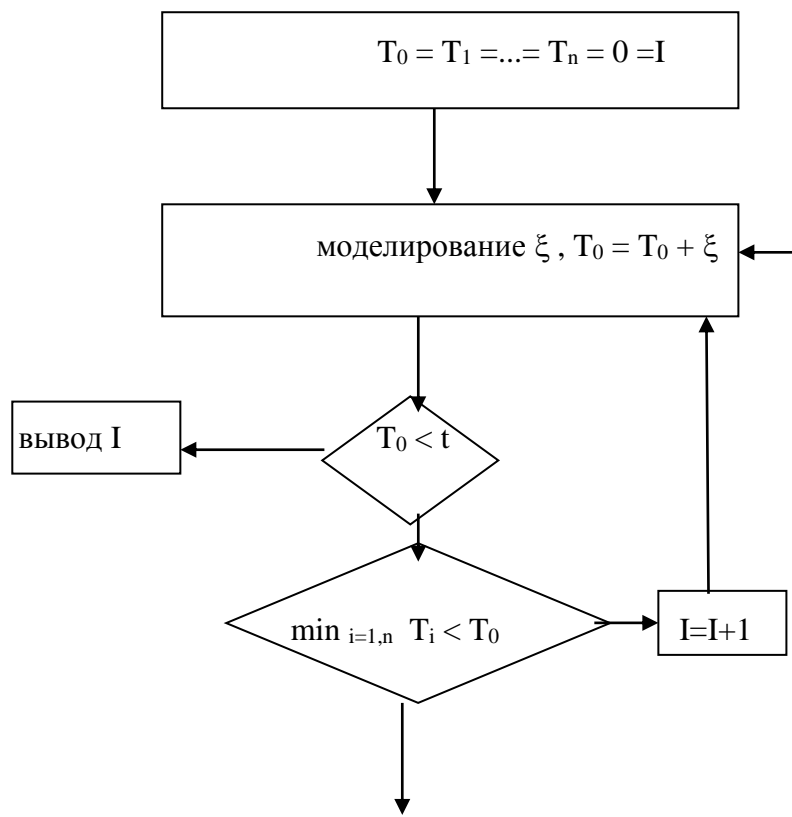 T₀ = T₁ =...= Tₙ = 0 =I
моделирование ξ , T₀ = T₀ + ξ
T₀ < t
вывод I
min i=1,n Tᵢ < T₀
I=I+1